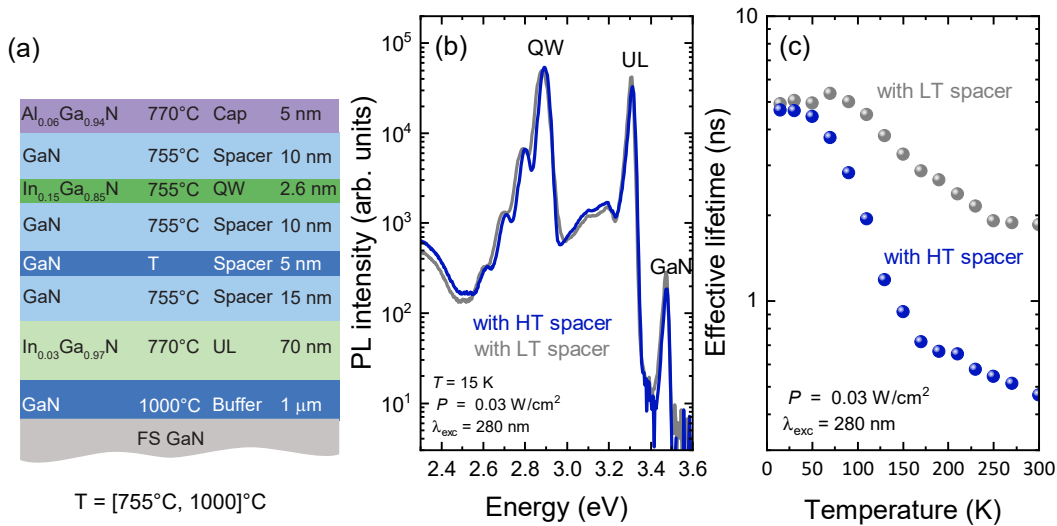 (a)
Al0.06Ga0.94N 770°C Cap 5 nm
GaN 755°C Spacer 10 nm
In0.15Ga0.85N 755°C QW 2.6 nm
GaN 755°C Spacer 10 nm
GaN T Spacer 5 nm
GaN 755°C Spacer 15 nm
In0.03Ga0.97N 770°C UL 70 nm
GaN 1000°C Buffer 1 μm
FS GaN
T = [755°C, 1000]°C
(b)
QW
UL
GaN
with HT spacer
with LT spacer
T = 15 K
P = 0.03 W/cm²
λexc = 280 nm
PL intensity (arb. units)
10⁵
10⁴
10³
10²
10¹
2.4 2.6 2.8 3.0 3.2 3.4 3.6
Energy (eV)
(c)
with LT spacer
with HT spacer
P = 0.03 W/cm²
λexc = 280 nm
Effective lifetime (ns)
10
1
0 50 100 150 200 250 300
Temperature (K)